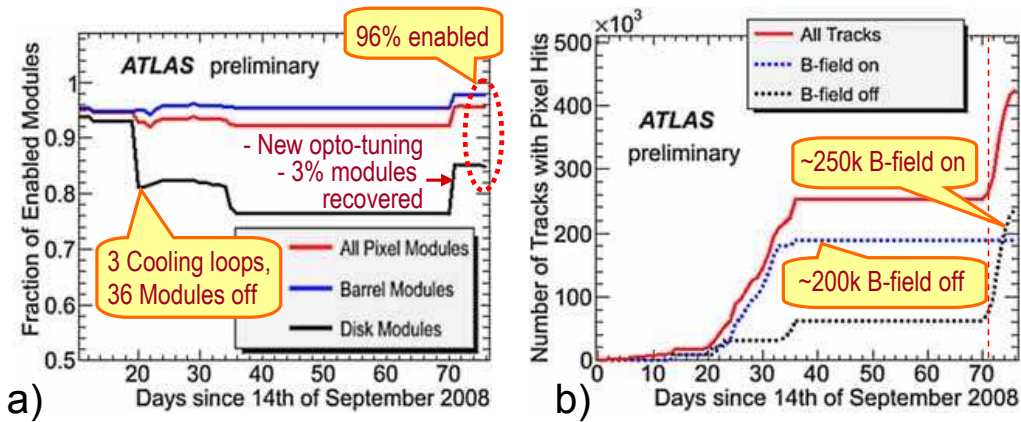 96% enabled
ATLAS preliminary
Fraction of Enabled Modules
1
0.9
0.8
0.7
0.6
0.5
- New opto-tuning
- 3% modules
recovered
3 Cooling loops,
36 Modules off
All Pixel Modules
Barrel Modules
Disk Modules
20 30 40 50 60 70
Days since 14th of September 2008
a)
×10³
Number of Tracks with Pixel Hits
500
400
300
200
100
0
All Tracks
B-field on
B-field off
ATLAS
preliminary
~250k B-field on
~200k B-field off
0 10 20 30 40 50 60 70
Days since 14th of September 2008
b)